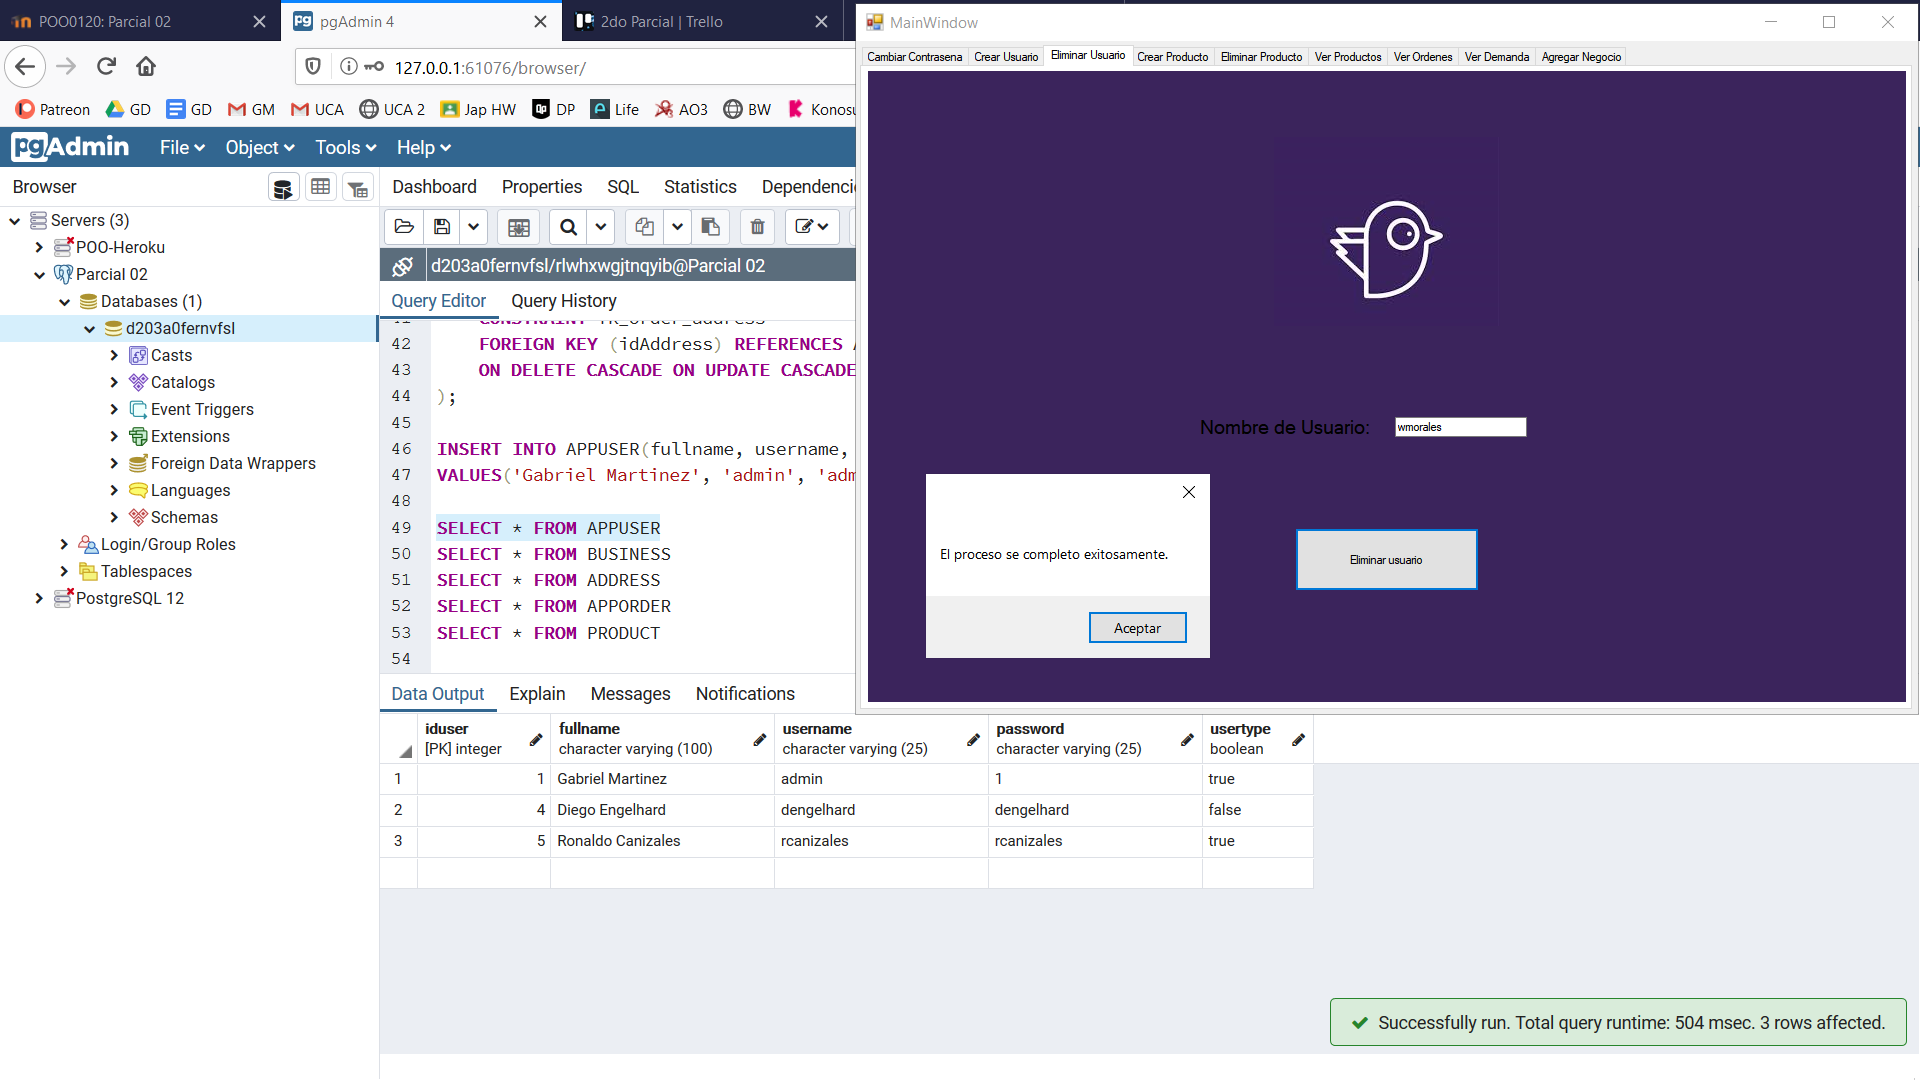 POO0120: Parcial 02
pgAdmin 4
2do Parcial | Trello
127.0.0.1:61076/browser/
Patreon GD GD GM UCA UCA 2 Jap HW DP Life AO3 BW Konosu
pgAdmin File Object Tools Help
Browser
Servers (3)
POO-Heroku
Parcial 02
Databases (1)
d203a0fernvfsl
Casts
Catalogs
Event Triggers
Extensions
Foreign Data Wrappers
Languages
Schemas
Login/Group Roles
Tablespaces
PostgreSQL 12
Dashboard Properties SQL Statistics Dependencie
d203a0fernvfsl/rlwhxwgjtnqyib@Parcial 02
Query Editor Query History
41 CONSTRAINT FK_order_address
42 FOREIGN KEY (idAddress) REFERENCES A
43 ON DELETE CASCADE ON UPDATE CASCADE
44 );
45
46 INSERT INTO APPUSER(fullname, username,
47 VALUES('Gabriel Martinez', 'admin', 'adm
48
49 SELECT * FROM APPUSER
50 SELECT * FROM BUSINESS
51 SELECT * FROM ADDRESS
52 SELECT * FROM APPORDER
53 SELECT * FROM PRODUCT
54
Data Output Explain Messages Notifications
iduser fullname username password usertype
[PK] integer character varying (100) character varying (25) character varying (25) boolean
1 1 Gabriel Martinez admin 1 true
2 4 Diego Engelhard dengelhard dengelhard false
3 5 Ronaldo Canizales rcanizales rcanizales true
MainWindow
Cambiar Contrasena Crear Usuario Eliminar Usuario Crear Producto Eliminar Producto Ver Productos Ver Ordenes Ver Demanda Agregar Negocio
Nombre de Usuario: wmorales
El proceso se completo exitosamente.
Aceptar
Eliminar usuario
Successfully run. Total query runtime: 504 msec. 3 rows affected.